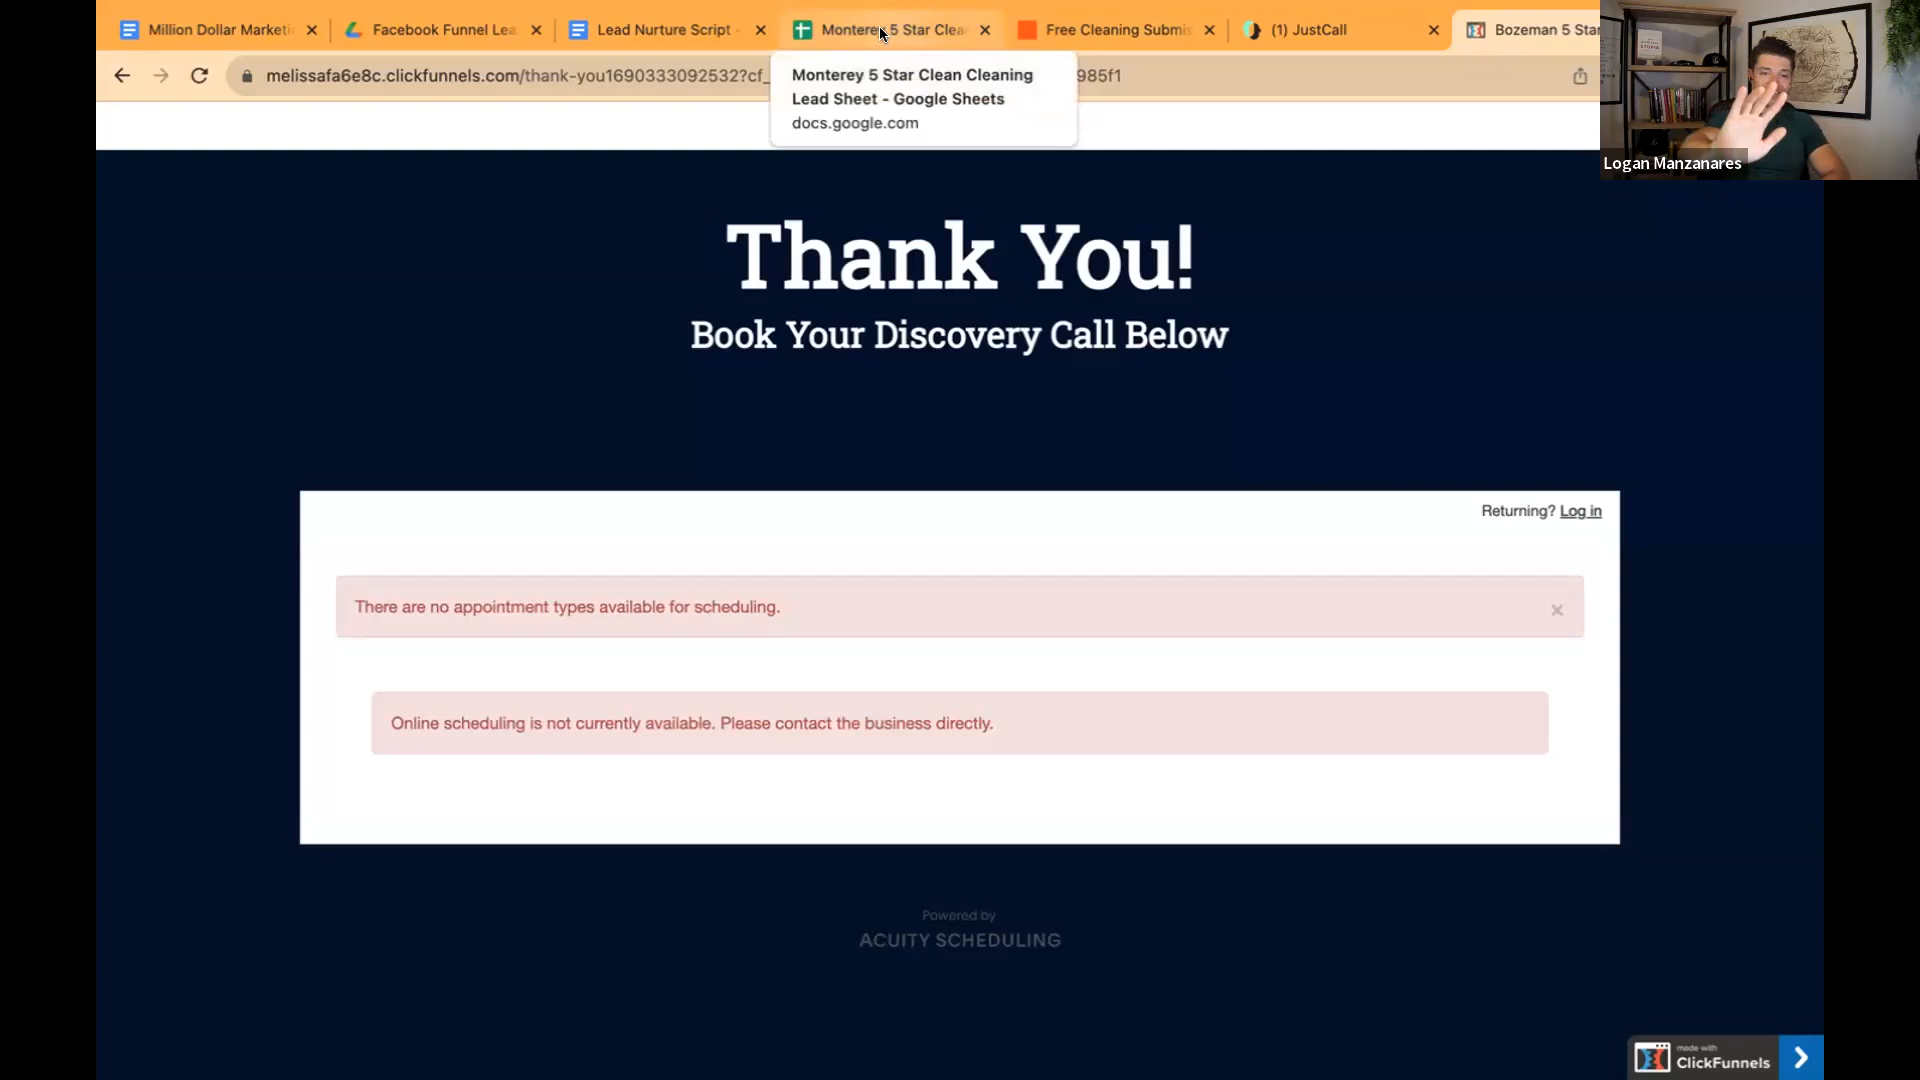 Million Dollar Marketi
Facebook Funnel Lea
Lead Nurture Script -
Monterey 5 Star Clea
Free Cleaning Submis
(1) JustCall
Bozeman 5 Star
melissafa6e8c.clickfunnels.com/thank-you1690333092532?cf_
985f1
Monterey 5 Star Clean Cleaning
Lead Sheet - Google Sheets
docs.google.com
Logan Manzanares
Thank You!
Book Your Discovery Call Below
Returning? Log in
There are no appointment types available for scheduling.
Online scheduling is not currently available. Please contact the business directly.
Powered by
ACUITY SCHEDULING
made with
ClickFunnels